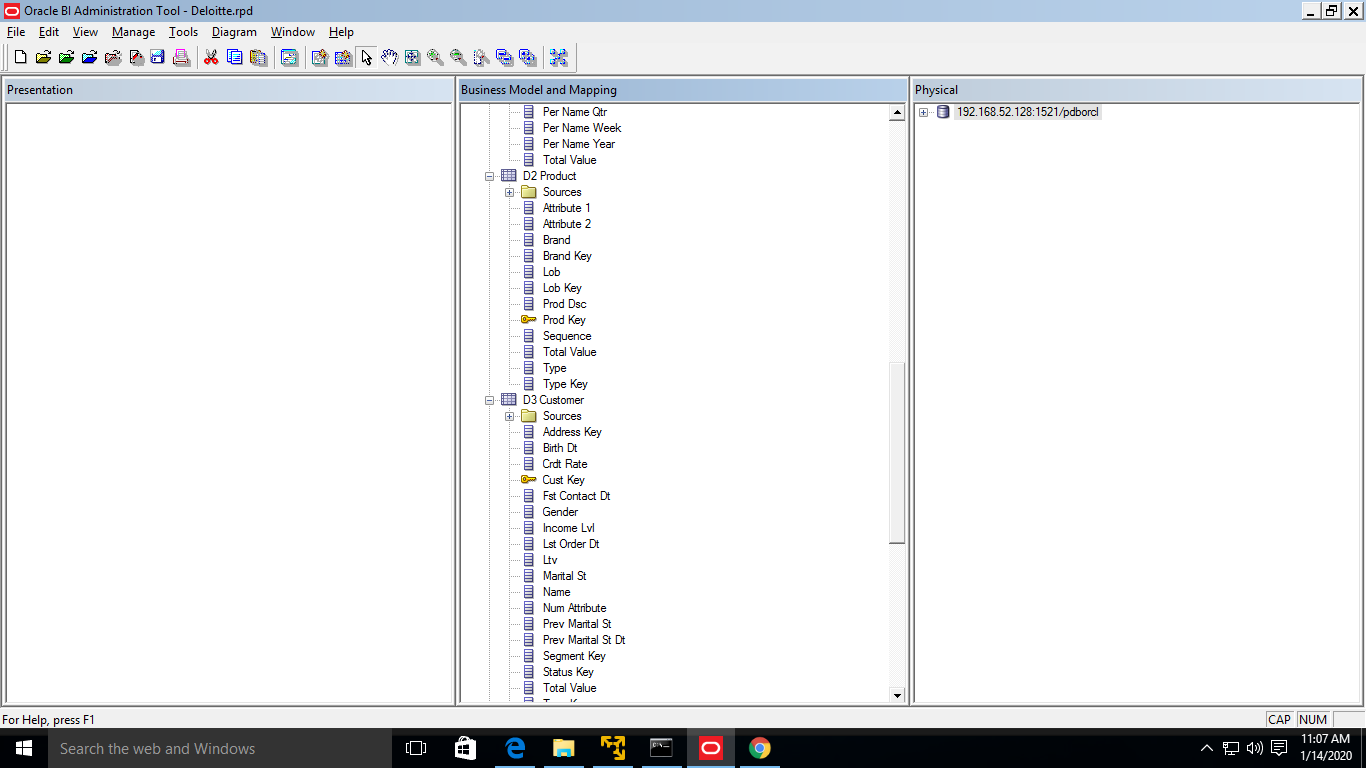 Oracle BI Administration Tool - Deloitte.rpd
File Edit View Manage Tools Diagram Window Help
Presentation
Business Model and Mapping
Per Name Qtr
Per Name Week
Per Name Year
Total Value
D2 Product
Sources
Attribute 1
Attribute 2
Brand
Brand Key
Lob
Lob Key
Prod Dsc
Prod Key
Sequence
Total Value
Type
Type Key
D3 Customer
Sources
Address Key
Birth Dt
Crdt Rate
Cust Key
Fst Contact Dt
Gender
Income Lvl
Lst Order Dt
Ltv
Marital St
Name
Num Attribute
Prev Marital St
Prev Marital St Dt
Segment Key
Status Key
Total Value
Physical
192.168.52.128:1521/pdborcl
For Help, press F1
CAP NUM
Search the web and Windows
11:07 AM
1/14/2020